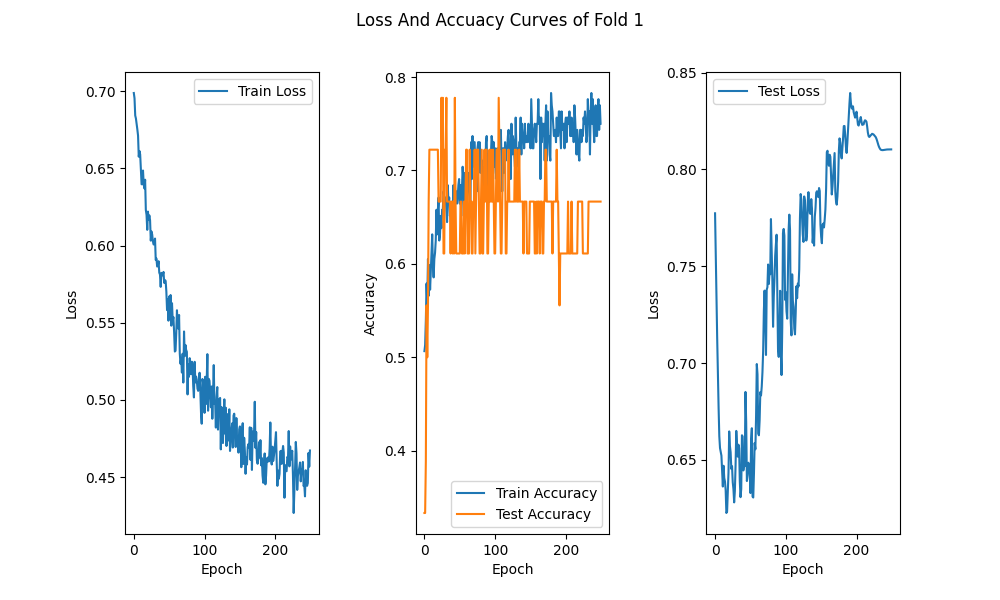 Loss And Accuacy Curves of Fold 1
Train Loss
0.70
0.65
0.60
0.55
0.50
0.45
Loss
0
100
200
Epoch
0.8
0.7
0.6
0.5
0.4
Accuracy
Train Accuracy
Test Accuracy
0
100
200
Epoch
Test Loss
0.85
0.80
0.75
0.70
0.65
Loss
0
100
200
Epoch